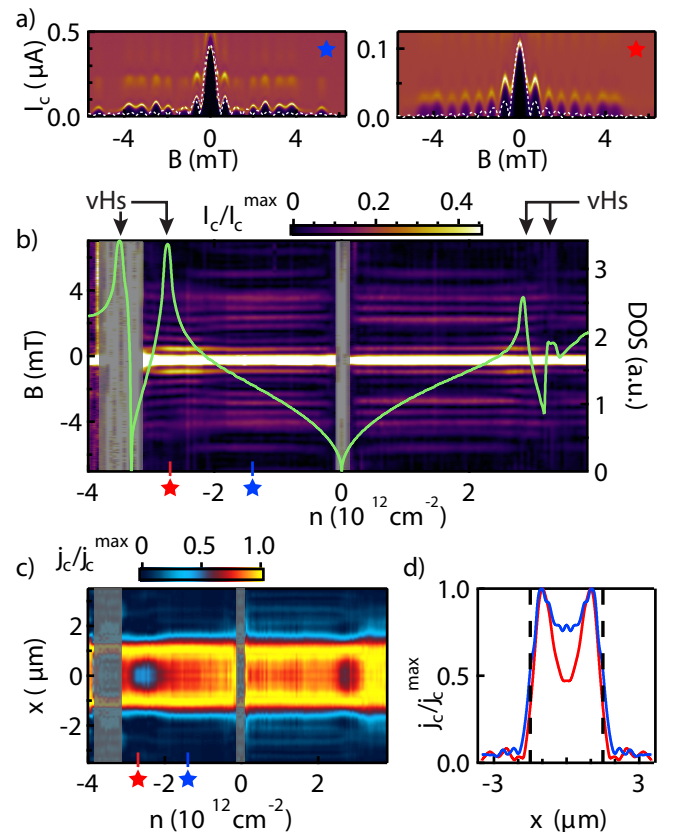 a)
0.5
0.0
I_c (μA)
-4 0 4
B (mT)
0.1
0.0
-4 0 4
B (mT)
vHs
I_c/I_c^max
0 0.2 0.4
vHs
b)
4
0
-4
B (mT)
3
2
1
0
DOS (a.u.)
-4 -2 0 2
n (10^12 cm^-2)
c)
j_c/j_c^max
0 0.5 1.0
2
0
-2
x (μm)
-4 -2 0 2
n (10^12 cm^-2)
d)
1.0
0.5
0.0
j_c/j_c^max
-3 3
x (μm)